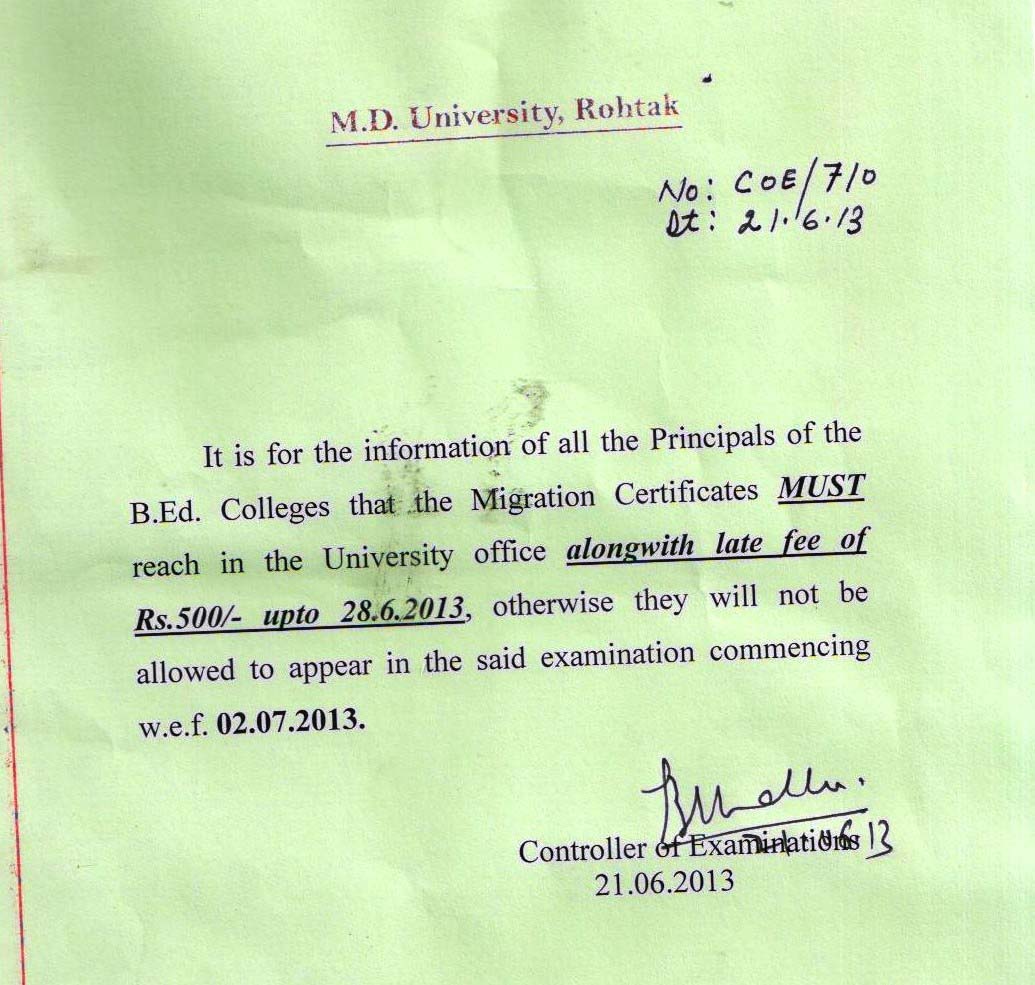 M.D. University, Rohtak
No: COE/710
Dt: 21.6.13
It is for the information of all the Principals of the
B.Ed. Colleges that the Migration Certificates MUST
reach in the University office alongwith late fee of
Rs.500/- upto 28.6.2013, otherwise they will not be
allowed to appear in the said examination commencing
w.e.f. 02.07.2013.
Controller of Examinations
21.06.2013